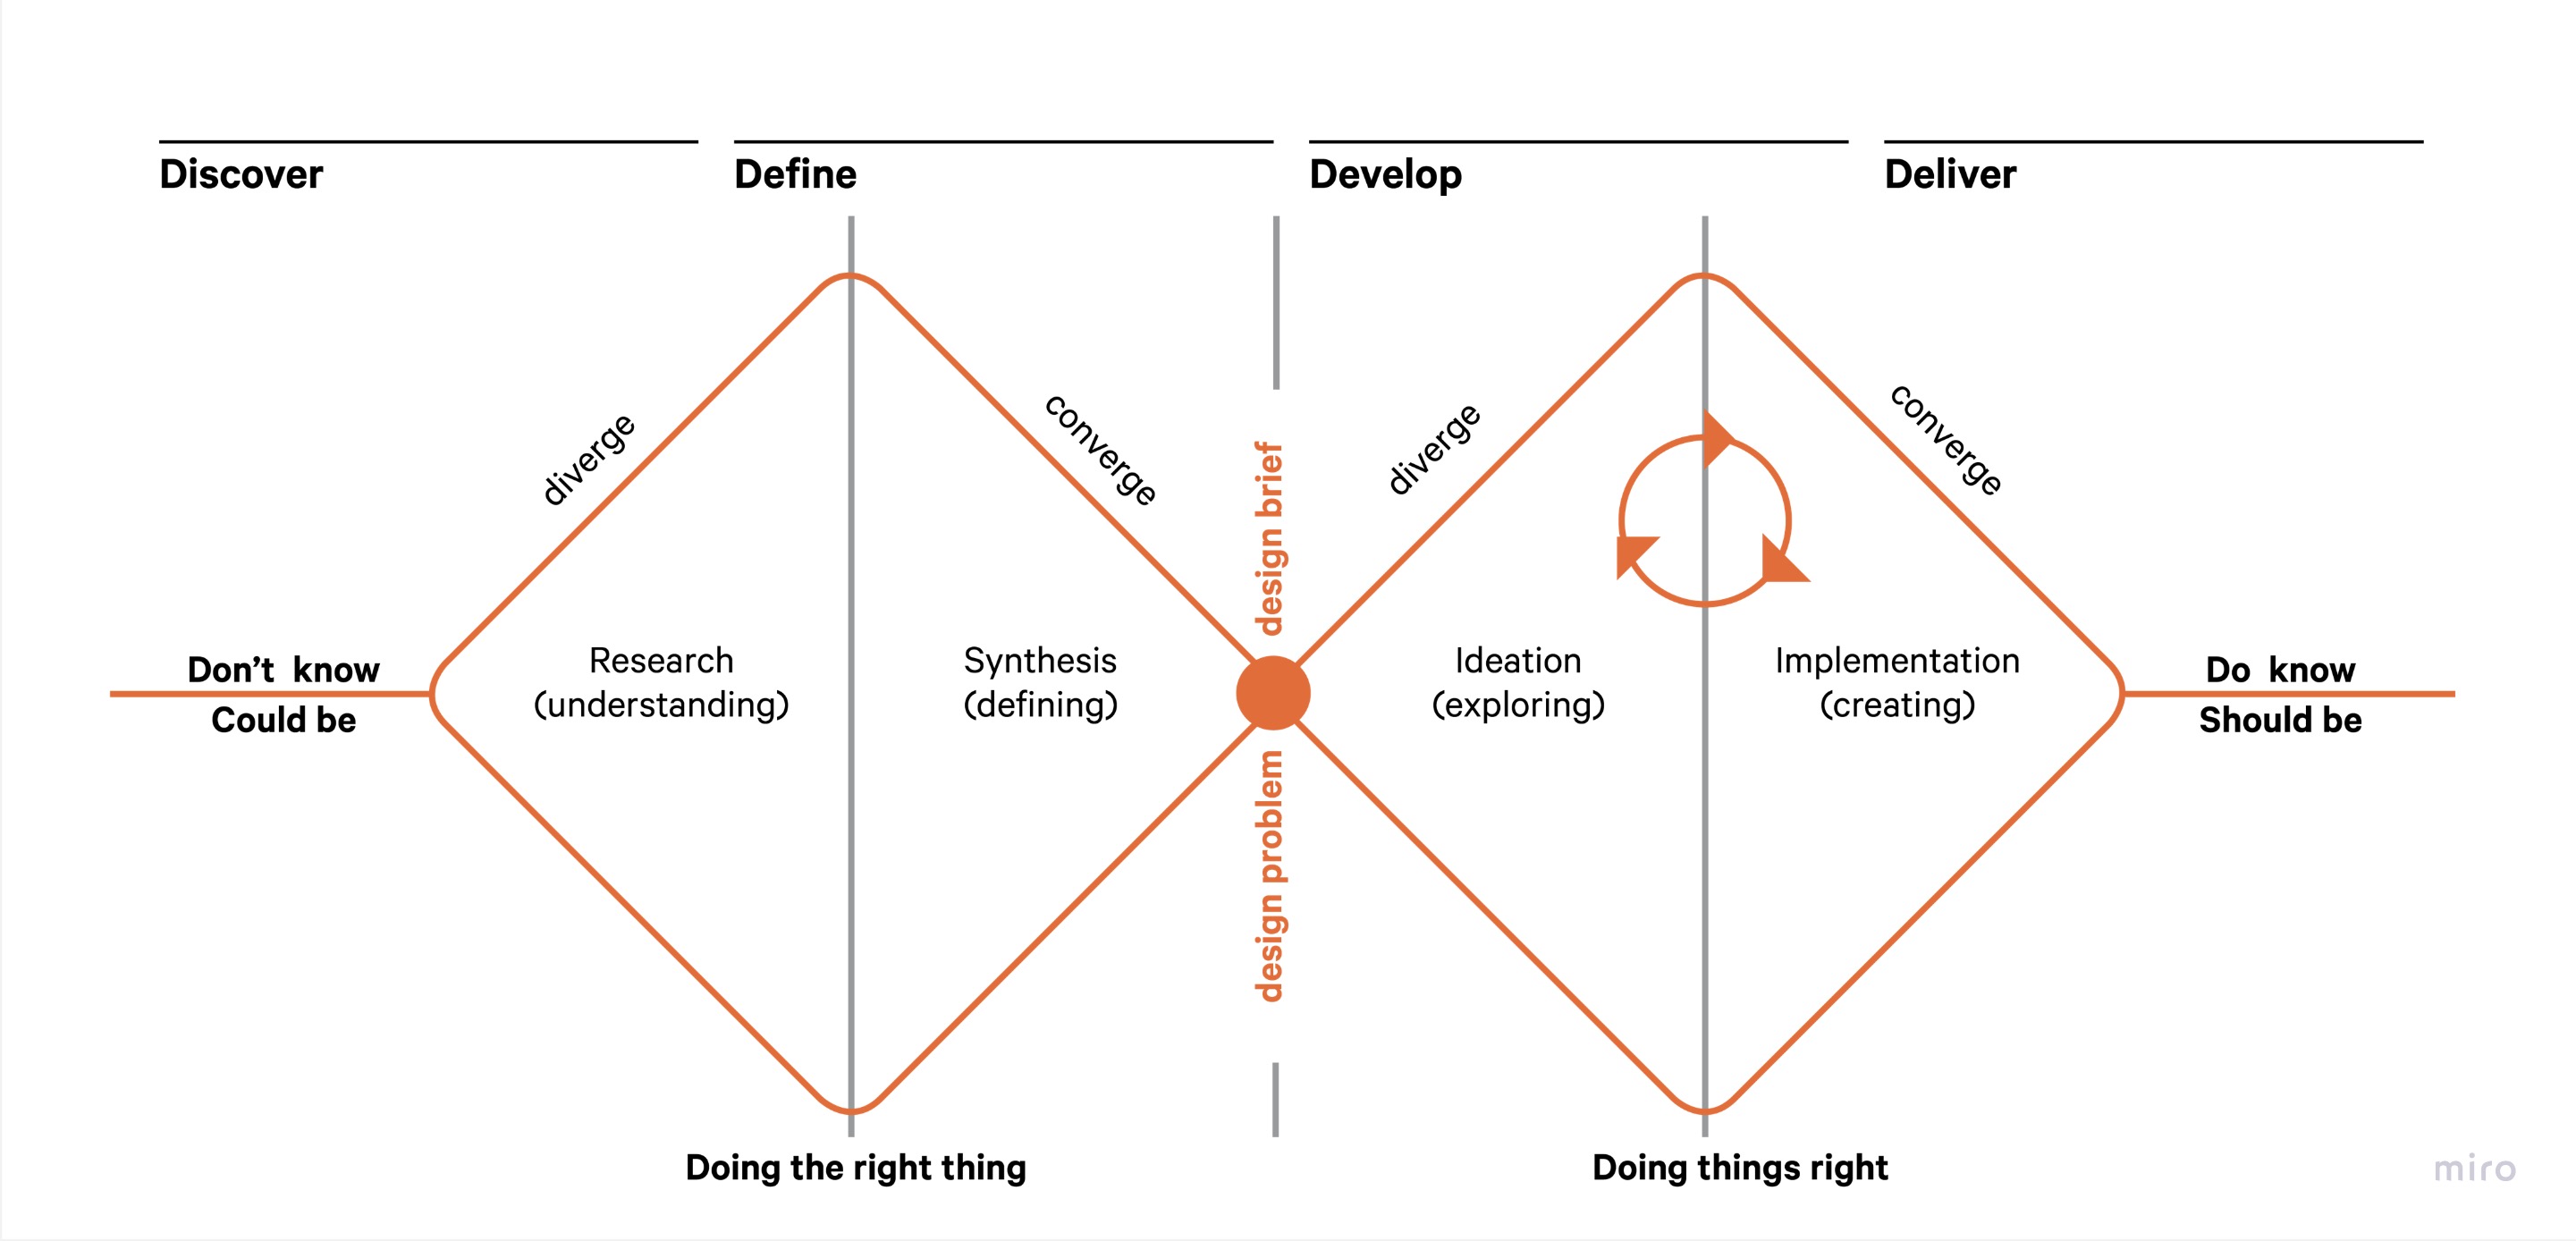 Discover
Define
Develop
Deliver
diverge
converge
design brief
diverge
converge
Don’t know
Could be
Research
(understanding)
Synthesis
(defining)
Ideation
(exploring)
Implementation
(creating)
Do know
Should be
design problem
Doing the right thing
Doing things right
miro